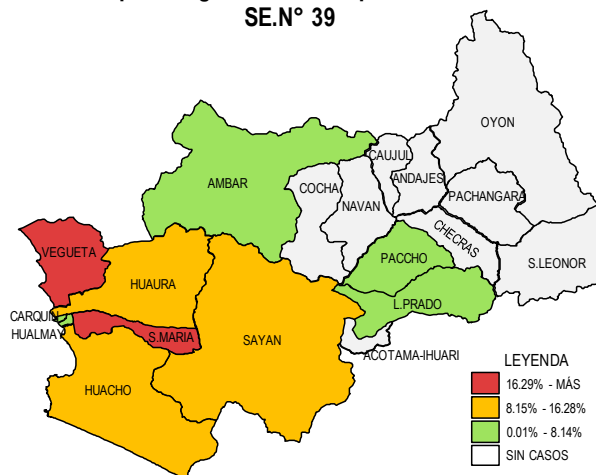 SE.N° 39
OYON
CAUJUL
ANDAJES
AMBAR
COCHA
NAVAN
PACHANGARA
CHECRAS
VEGUETA
PACCHO
S.LEONOR
HUAURA
L.PRADO
CARQUIN
HUALMAY
S.MARIA
SAYAN
ACOTAMA-IHUARI
HUACHO
LEYENDA
16.29% - MÁS
8.15% - 16.28%
0.01% - 8.14%
SIN CASOS